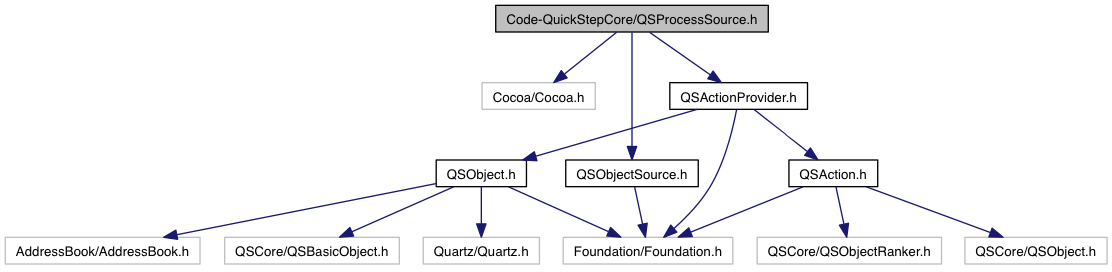 Code-QuickStepCore/QSProcessSource.h
Cocoa/Cocoa.h
QSActionProvider.h
QSObject.h
QSObjectSource.h
QSAction.h
AddressBook/AddressBook.h
QSCore/QSBasicObject.h
Quartz/Quartz.h
Foundation/Foundation.h
QSCore/QSObjectRanker.h
QSCore/QSObject.h